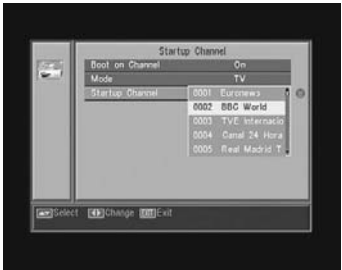 Startup Channel
Boot on Channel On
Mode TV
Startup Channel
0001 Euronews
0002 BBC World
0003 TVE Internacio
0004 Canal 24 Hora
0005 Real Madrid T
Select Change EXIT Exit